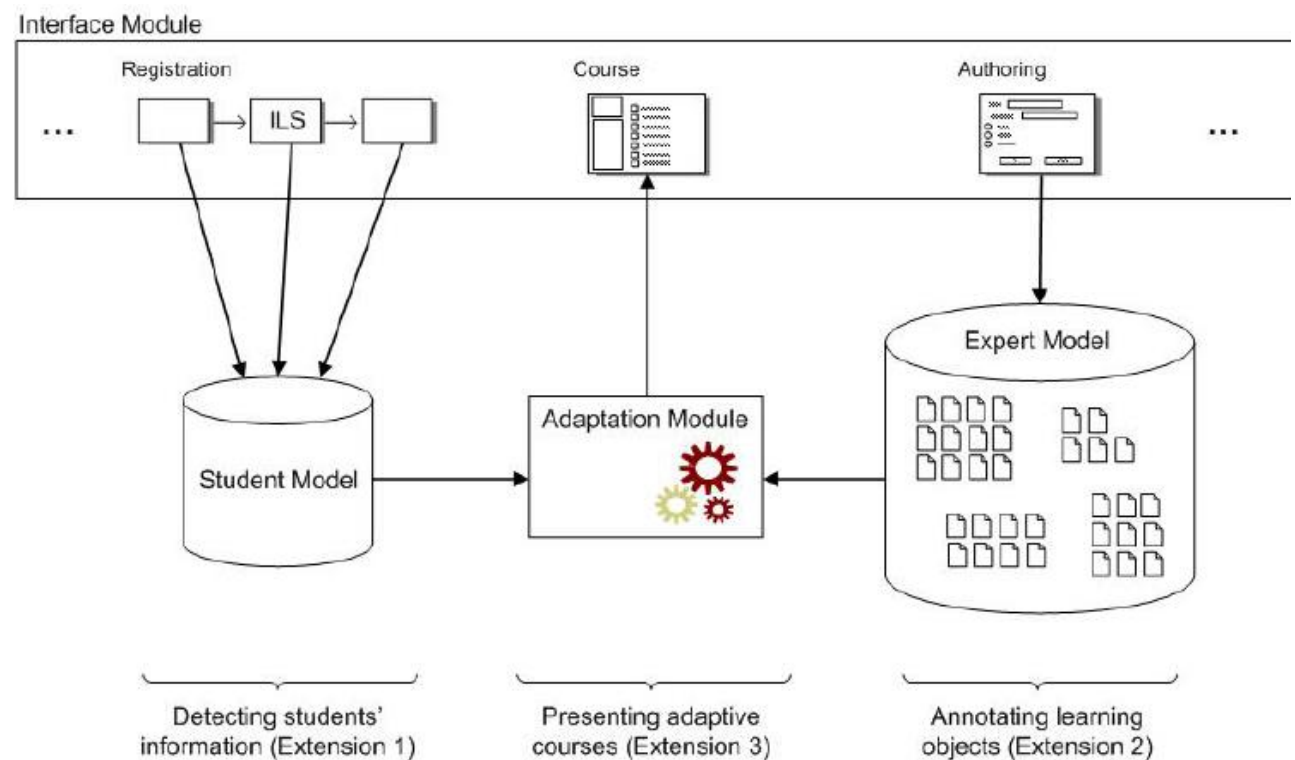 Interface Module
Registration
Course
Authoring
...
ILS
...
Expert Model
Adaptation Module
Student Model
Detecting students'
information (Extension 1)
Presenting adaptive
courses (Extension 3)
Annotating learning
objects (Extension 2)